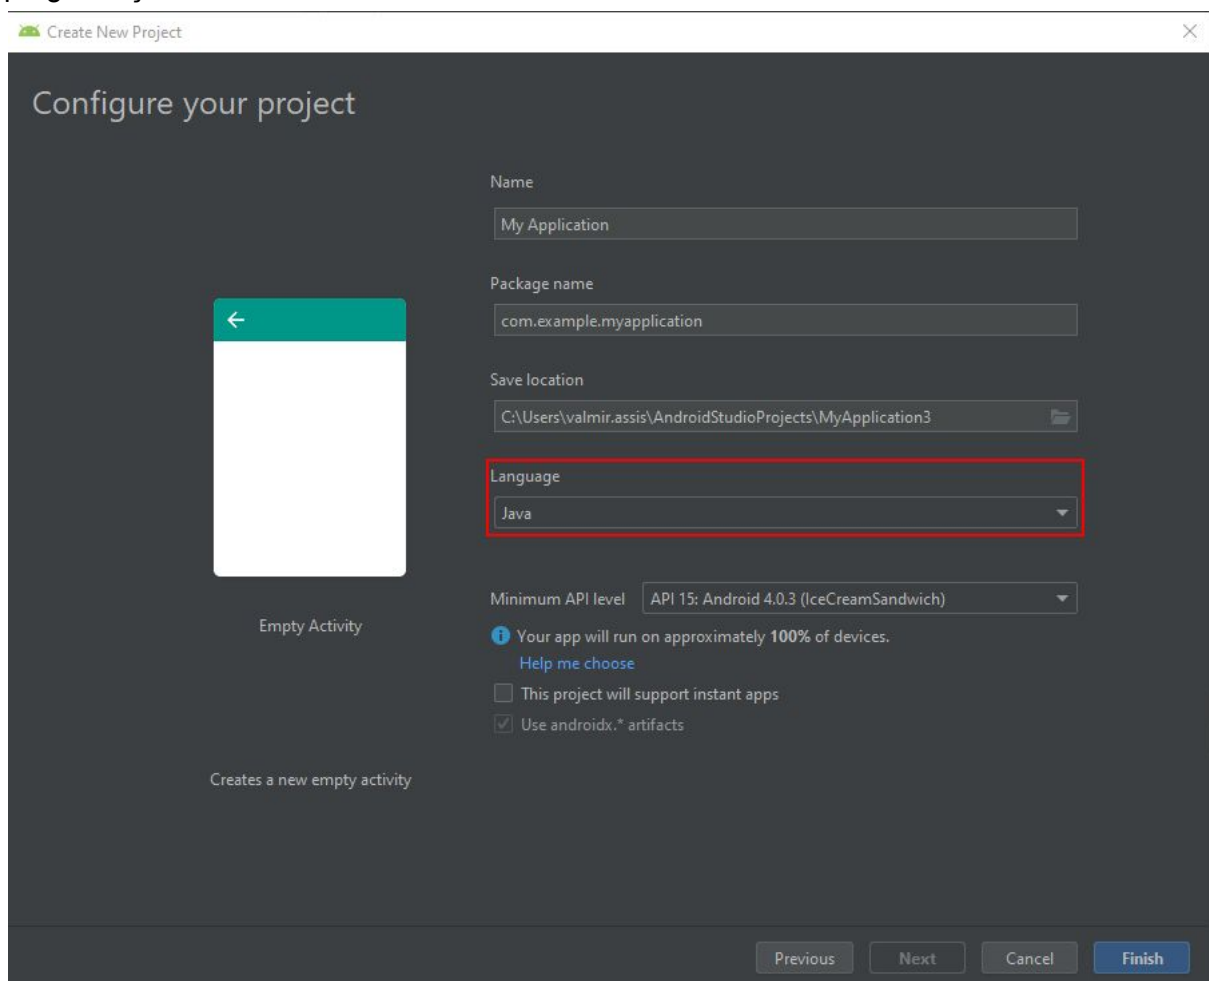 Create New Project
Configure your project
Name
My Application
Package name
com.example.myapplication
Save location
C:\Users\valmir.assis\AndroidStudioProjects\MyApplication3
Language
Java
Minimum API level API 15: Android 4.0.3 (IceCreamSandwich)
Your app will run on approximately 100% of devices.
Help me choose
This project will support instant apps
Use androidx.* artifacts
Empty Activity
Creates a new empty activity
Previous Next Cancel Finish